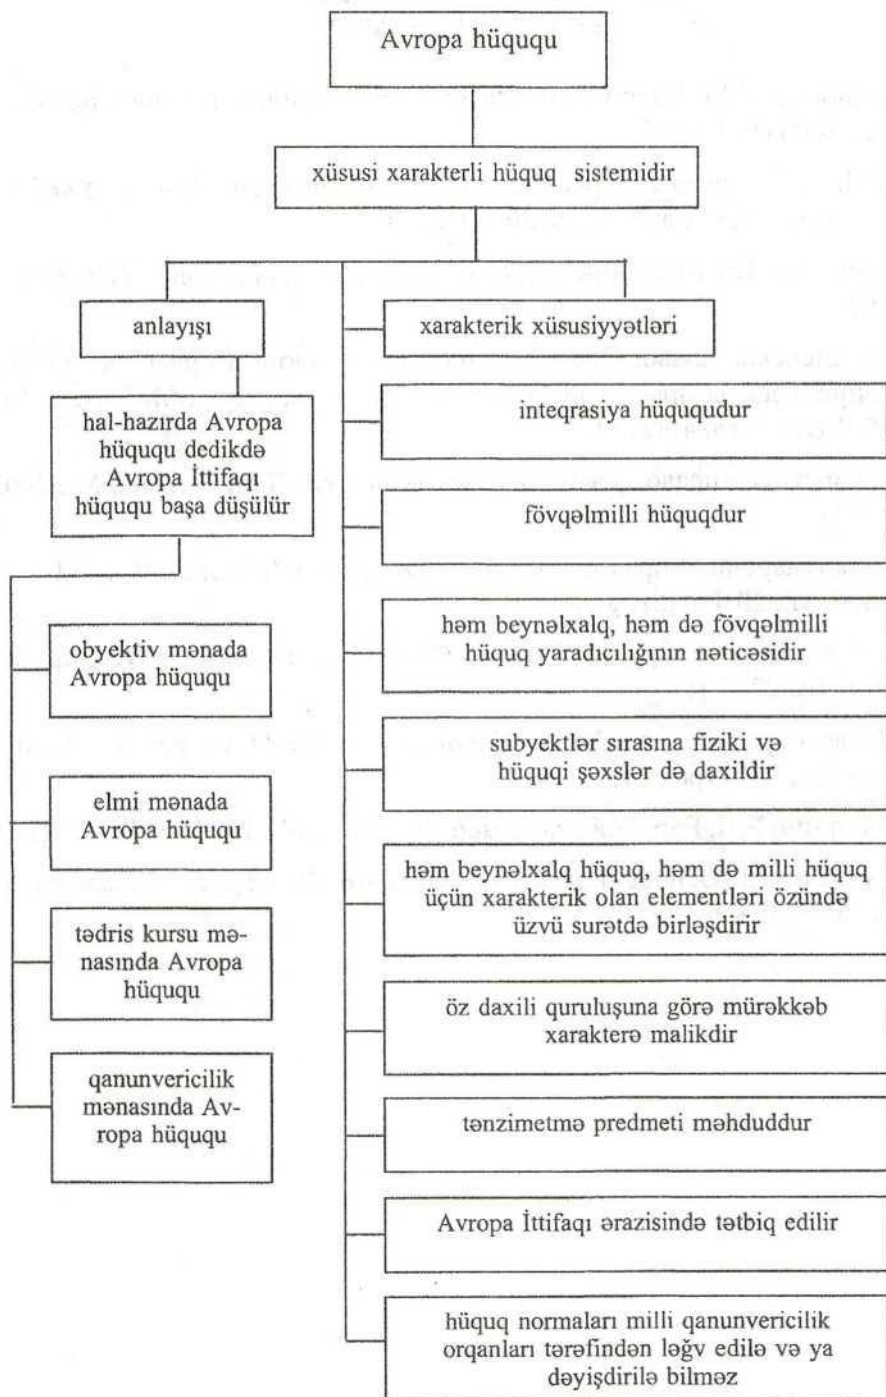 Avropa hüququ
xüsusi xarakterli hüquq sistemidir
anlayışı
hal-hazırda Avropa
hüququ dedikdə
Avropa İttifaqı
hüququ başa düşülür
obyektiv mənada
Avropa hüququ
elmi mənada
Avropa hüququ
tədris kursu mə-
nasında Avropa
hüququ
qanunvericilik
mənasında Av-
ropa hüququ
xarakterik xüsusiyyətləri
inteqrasiya hüququdur
fövqəlmilli hüquqdur
həm beynəlxalq, həm də fövqəlmilli
hüquq yaradıcılığının nəticəsidir
subyektlər sırasına fiziki və
hüquqi şəxslər də daxildir
həm beynəlxalq hüquq, həm də milli hüquq
üçün xarakterik olan elementləri özündə
üzvü surətdə birləşdirir
öz daxili quruluşuna görə mürəkkəb
xarakterə malikdir
tənzimetmə predmeti məhduddur
Avropa İttifaqı ərazisində tətbiq edilir
hüquq normaları milli qanunvericilik
orqanları tərəfindən ləğv edilə və ya
dəyişdirilə bilməz